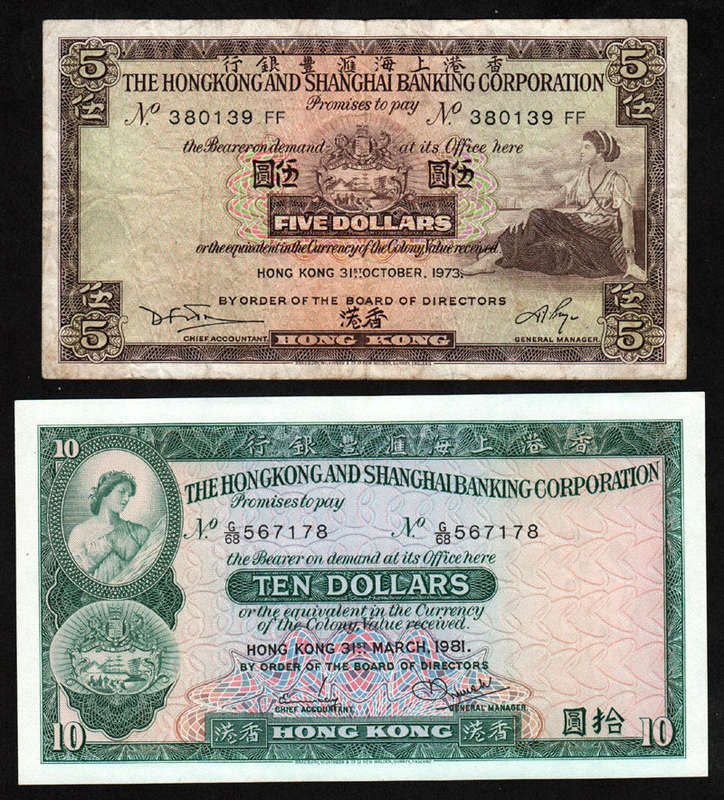 5 行銀豐滙海上港香 5
伍 THE HONGKONG AND SHANGHAI BANKING CORPORATION 伍
Promises to pay
Nº 380139 FF Nº 380139 FF
the Bearer on demand at its Office here
圓伍 圓伍
FIVE DOLLARS
or the equivalent in the Currency of the Colony, Value received.
HONG KONG 31ST OCTOBER, 1973.
伍 BY ORDER OF THE BOARD OF DIRECTORS 伍
港香
5 CHIEF ACCOUNTANT. HONG KONG GENERAL MANAGER. 5
10 行銀豐滙海上港香
THE HONGKONG AND SHANGHAI BANKING CORPORATION
Promises to pay
Nº G/68 567178 Nº G/68 567178
the Bearer on demand at its Office here
TEN DOLLARS
or the equivalent in the Currency
of the Colony, Value received.
HONG KONG 31ST MARCH, 1981.
BY ORDER OF THE BOARD OF DIRECTORS
CHIEF ACCOUNTANT GENERAL MANAGER
10 港香 HONG KONG 港香 圓拾 10